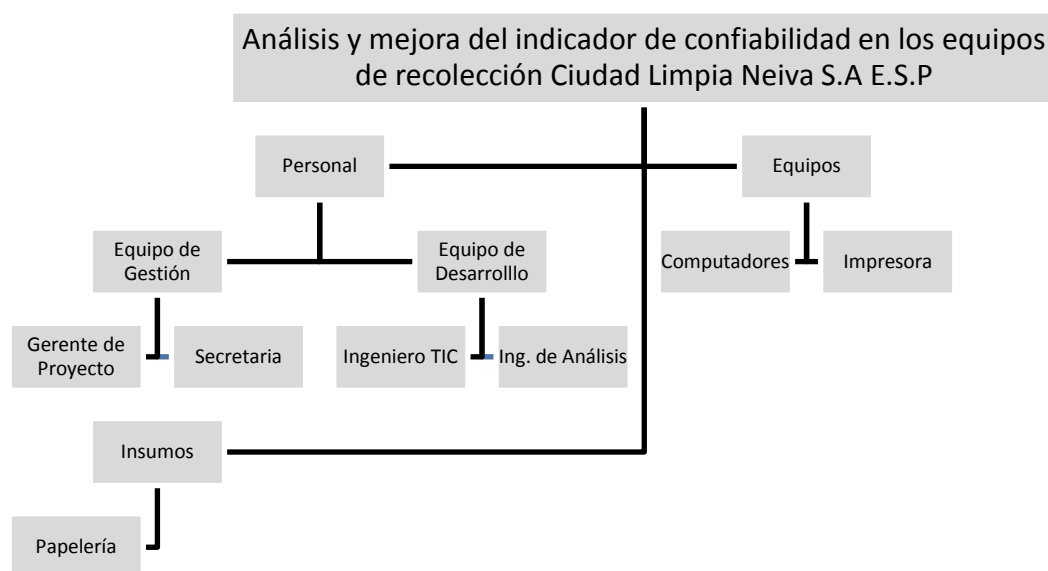 Análisis y mejora del indicador de confiabilidad en los equipos
de recolección Ciudad Limpia Neiva S.A E.S.P
Personal
Equipos
Equipo de
Gestión
Equipo de
Desarrolllo
Computadores
Impresora
Gerente de
Proyecto
Secretaria
Ingeniero TIC
Ing. de Análisis
Insumos
Papelería